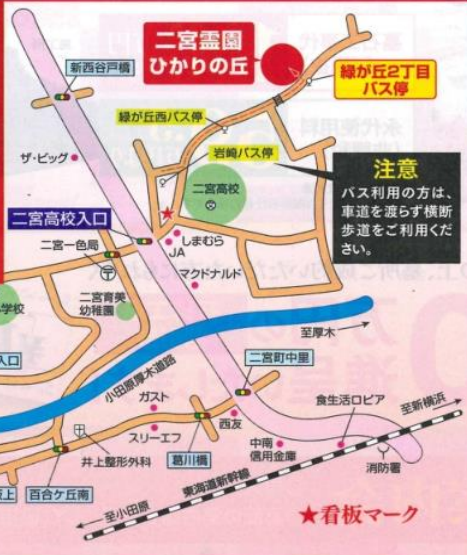 二宮霊園
ひかりの丘
緑が丘2丁目
バス停
新西谷戸橋
緑が丘西バス停
岩崎バス停
ザ・ビッグ
二宮高校
注意
バス利用の方は、
車道を渡らず横断
歩道をご利用くだ
さい。
二宮高校入口
しまむら
JA
二宮一色局
マクドナルド
二宮育美
幼稚園
学校
入口
至厚木
小田原厚木道路
二宮町中里
ガスト
スリーエフ
西友
食生活ロピア
至新横浜
井上整形外科
葛川橋
中南
信用金庫
消防署
百合ケ丘南
上
東海道新幹線
至小田原
★看板マーク